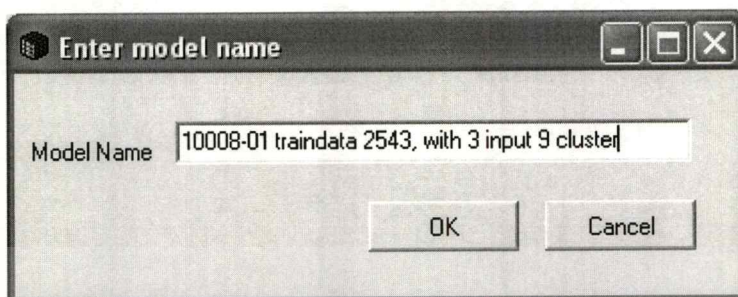 Enter model name
Model Name 10008-01 traindata 2543, with 3 input 9 cluster
OK Cancel